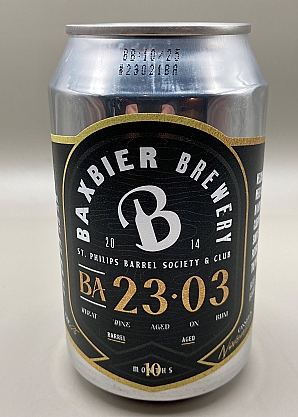 BB:10/25
#23021BA
BAXBIER BREWERY
B
20 14
ST. PHILIPS BARREL SOCIETY & CLUB
BA 23·03
WHEAT WINE AGED ON RUM
BARREL AGED
10
MONTHS